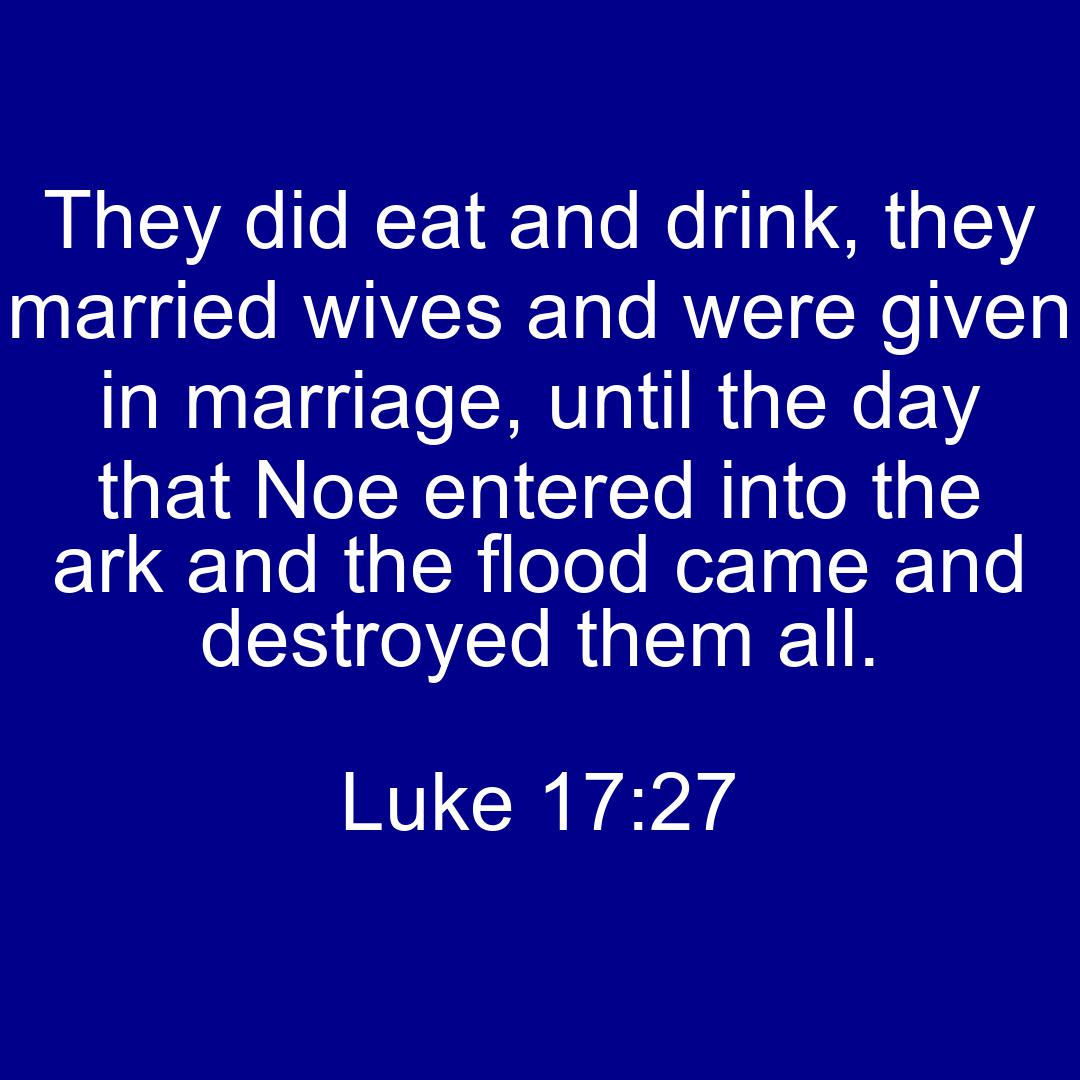 They did eat and drink, they
married wives and were given
in marriage, until the day
that Noe entered into the
ark and the flood came and
destroyed them all.
Luke 17:27